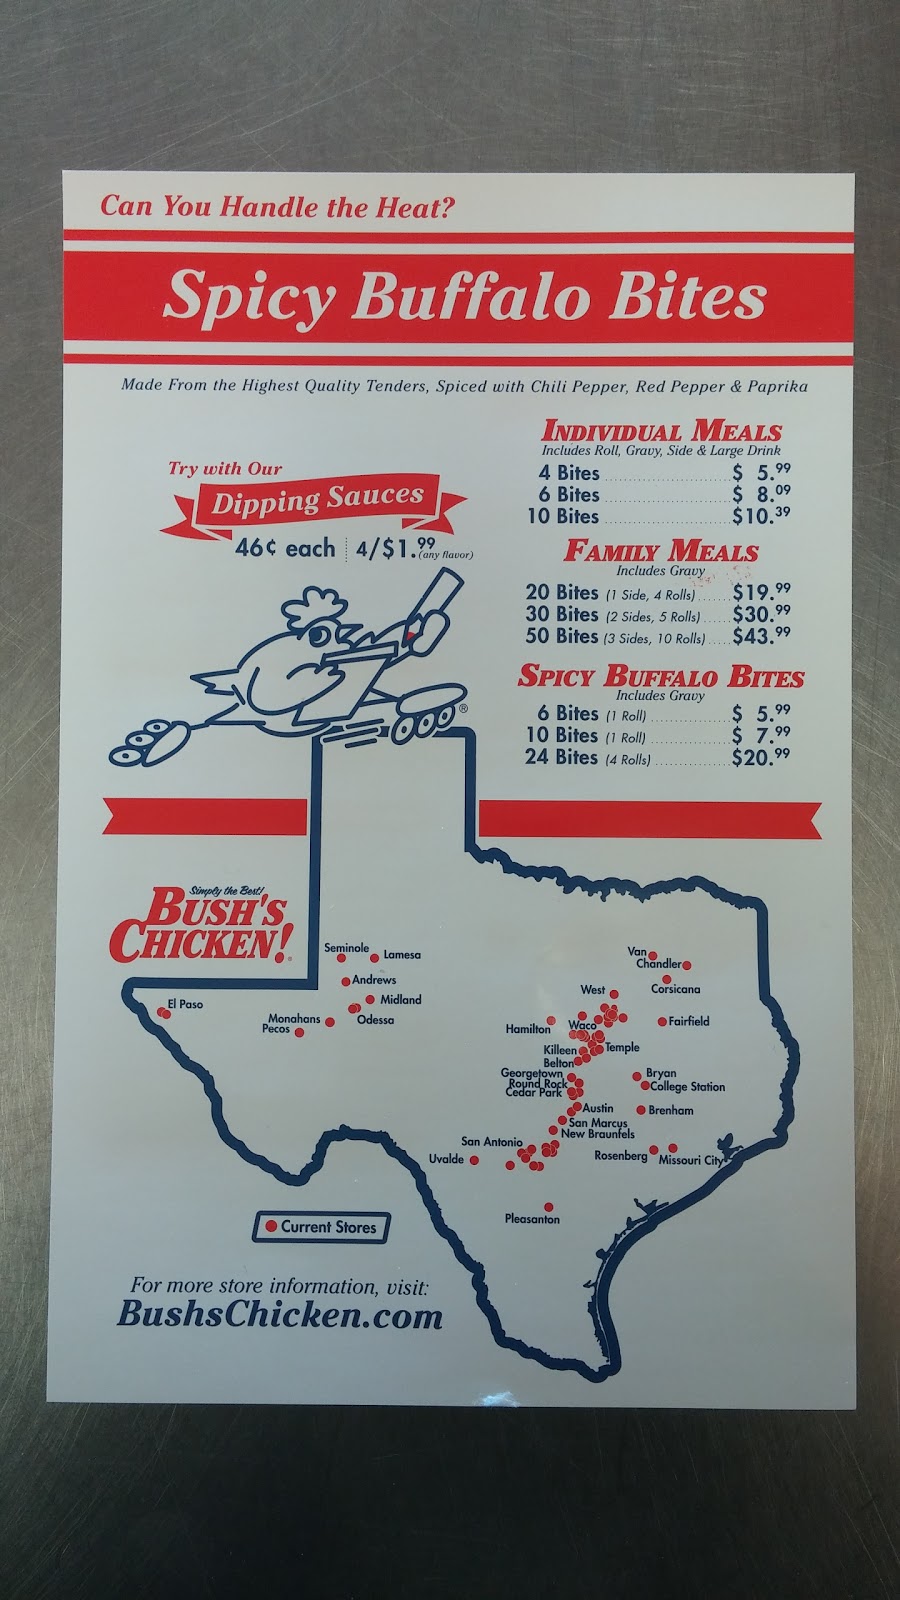 Can You Handle the Heat?
Spicy Buffalo Bites
Made From the Highest Quality Tenders, Spiced with Chili Pepper, Red Pepper & Paprika
Try with Our
Dipping Sauces
46¢ each 4/$1.99 (any flavor)
INDIVIDUAL MEALS
Includes Roll, Gravy, Side & Large Drink
4 Bites ........ $ 5.99
6 Bites ........ $ 8.09
10 Bites ........ $10.39
FAMILY MEALS
Includes Gravy
20 Bites (1 Side, 4 Rolls) ...... $19.99
30 Bites (2 Sides, 5 Rolls) ..... $30.99
50 Bites (3 Sides, 10 Rolls) ..... $43.99
SPICY BUFFALO BITES
Includes Gravy
6 Bites (1 Roll) ........ $ 5.99
10 Bites (1 Roll) ........ $ 7.99
24 Bites (4 Rolls) ........ $20.99
®
Simply the Best!
BUSH'S
CHICKEN!
Seminole
Lamesa
Andrews
Midland
Odessa
Monahans
Pecos
El Paso
Van
Chandler
Corsicana
West
Fairfield
Hamilton
Waco
Killeen
Temple
Belton
Georgetown
Round Rock
Cedar Park
Bryan
College Station
Austin
Brenham
San Marcus
New Braunfels
San Antonio
Uvalde
Rosenberg
Missouri City
Pleasanton
Current Stores
For more store information, visit:
BushsChicken.com